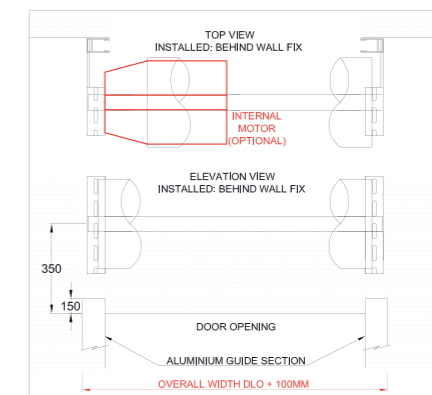 TOP VIEW
INSTALLED: BEHIND WALL FIX
INTERNAL
MOTOR
(OPTIONAL)
ELEVATION VIEW
INSTALLED: BEHIND WALL FIX
350
150
DOOR OPENING
ALUMINIUM GUIDE SECTION
OVERALL WIDTH DLO + 100MM